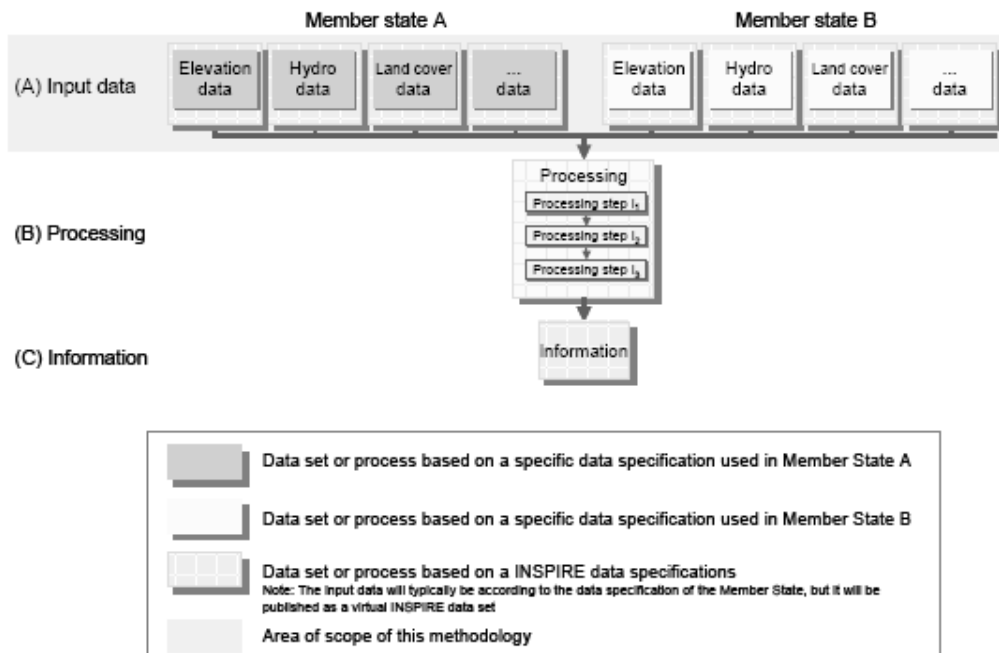 Member state A
Member state B
(A) Input data
Elevation
data
Hydro
data
Land cover
data
...
data
Elevation
data
Hydro
data
Land cover
data
...
data
Processing
Processing step i₁
Processing step i₂
Processing step i₃
(B) Processing
(C) Information
Information
Data set or process based on a specific data specification used in Member State A
Data set or process based on a specific data specification used in Member State B
Data set or process based on a INSPIRE data specifications
Note: The input data will typically be according to the data specification of the Member State, but it will be
published as a virtual INSPIRE data set
Area of scope of this methodology